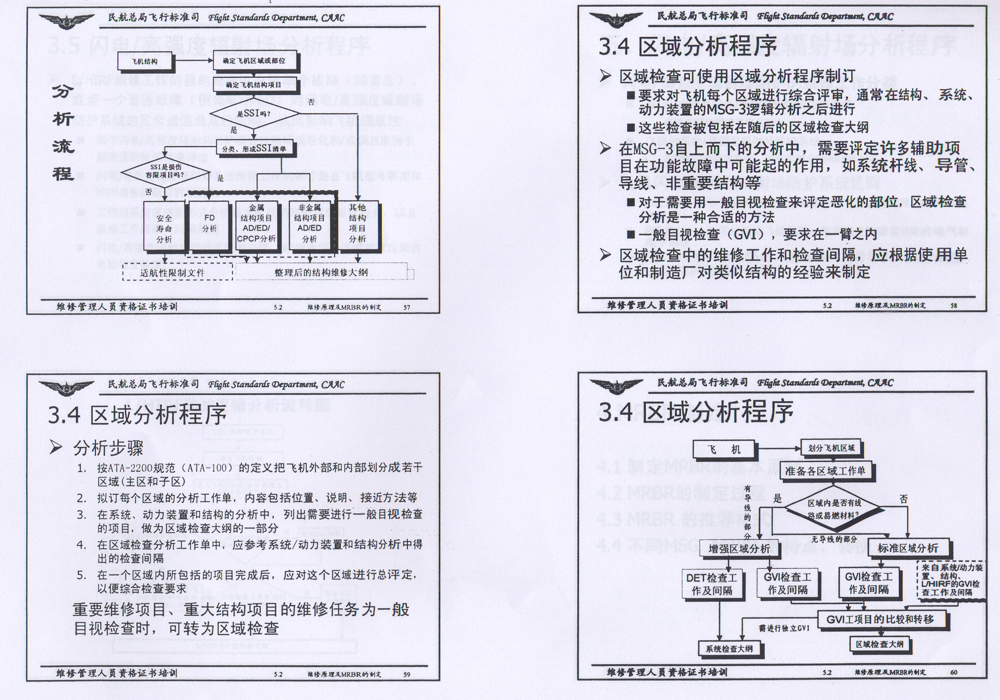 民航总局飞行标准司 Flight Standards Department, CAAC
分析流程
飞机结构
确定飞机区域或部位
确定飞机结构项目
是SSI吗?
否
是
分类、形成SSI清单
SSI是损伤
容限项目吗?
否
是
安全
寿命
分析
FD
分析
金属
结构项目
AD/ED/
CPCP分析
非金属
结构项目
AD/ED
分析
其他
结构
项目
分析
适航性限制文件
整理后的结构维修大纲
维修管理人员资格证书培训 5.2 维修原理及MRBR的制定 57
民航总局飞行标准司 Flight Standards Department, CAAC
3.4 区域分析程序
➢ 区域检查可使用区域分析程序制订
■ 要求对飞机每个区域进行综合评审，通常在结构、系统、
动力装置的MSG-3逻辑分析之后进行
■ 这些检查被包括在随后的区域检查大纲
➢ 在MSG-3自上而下的分析中，需要评定许多辅助项
目在功能故障中可能起的作用，如系统杆线、导管、
导线、非重要结构等
■ 对于需要用一般目视检查来评定恶化的部位，区域检查
分析是一种合适的方法
■ 一般目视检查（GVI），要求在一臂之内
➢ 区域检查中的维修工作和检查间隔，应根据使用单
位和制造厂对类似结构的经验来制定
维修管理人员资格证书培训 5.2 维修原理及MRBR的制定 58
民航总局飞行标准司 Flight Standards Department, CAAC
3.4 区域分析程序
➢ 分析步骤
1. 按ATA-2200规范（ATA-100）的定义把飞机外部和内部划分成若干
区域(主区和子区)
2. 拟订每个区域的分析工作单，内容包括位置、说明、接近方法等
3. 在系统、动力装置和结构的分析中，列出需要进行一般目视检查
的项目，做为区域检查大纲的一部分
4. 在区域检查分析工作单中，应参考系统/动力装置和结构分析中得
出的检查间隔
5. 在一个区域内所包括的项目完成后，应对这个区域进行总评定，
以便综合检查要求
重要维修项目、重大结构项目的维修任务为一般
目视检查时，可转为区域检查
维修管理人员资格证书培训 5.2 维修原理及MRBR的制定 59
民航总局飞行标准司 Flight Standards Department, CAAC
3.4 区域分析程序
飞 机
划分飞机区域
准备各区域工作单
区域内是否有线
路或易燃材料?
是
否
有导线的部分
无导线的部分
增强区域分析
标准区域分析
DET检查工
作及间隔
GVI检查工
作及间隔
GVI检查工
作及间隔
来自系统/动力装
置、结构、
L/HIRF的GVI检
查工作及间隔
GVI工项目的比较和转移
需进行独立GVI
系统检查大纲
区域检查大纲
维修管理人员资格证书培训 5.2 维修原理及MRBR的制定 60